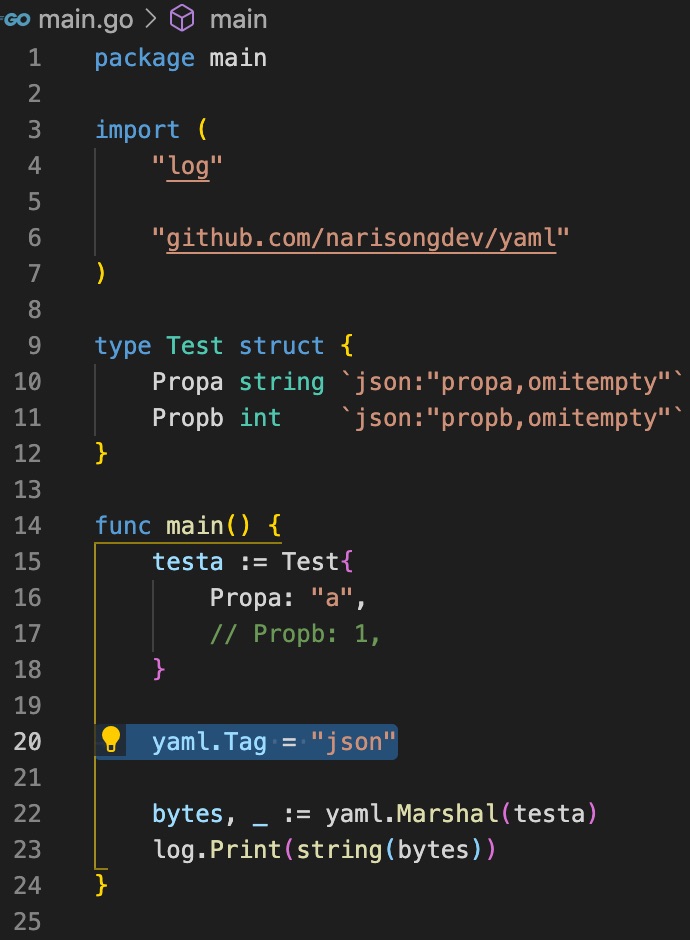 GO main.go > main
1 package main
2
3 import (
4     "log"
5
6     "github.com/narisongdev/yaml"
7 )
8
9 type Test struct {
10     Propa string `json:"propa,omitempty"`
11     Propb int    `json:"propb,omitempty"`
12 }
13
14 func main() {
15     testa := Test{
16         Propa: "a",
17         // Propb: 1,
18     }
19
20     yaml.Tag = "json"
21
22     bytes, _ := yaml.Marshal(testa)
23     log.Print(string(bytes))
24 }
25